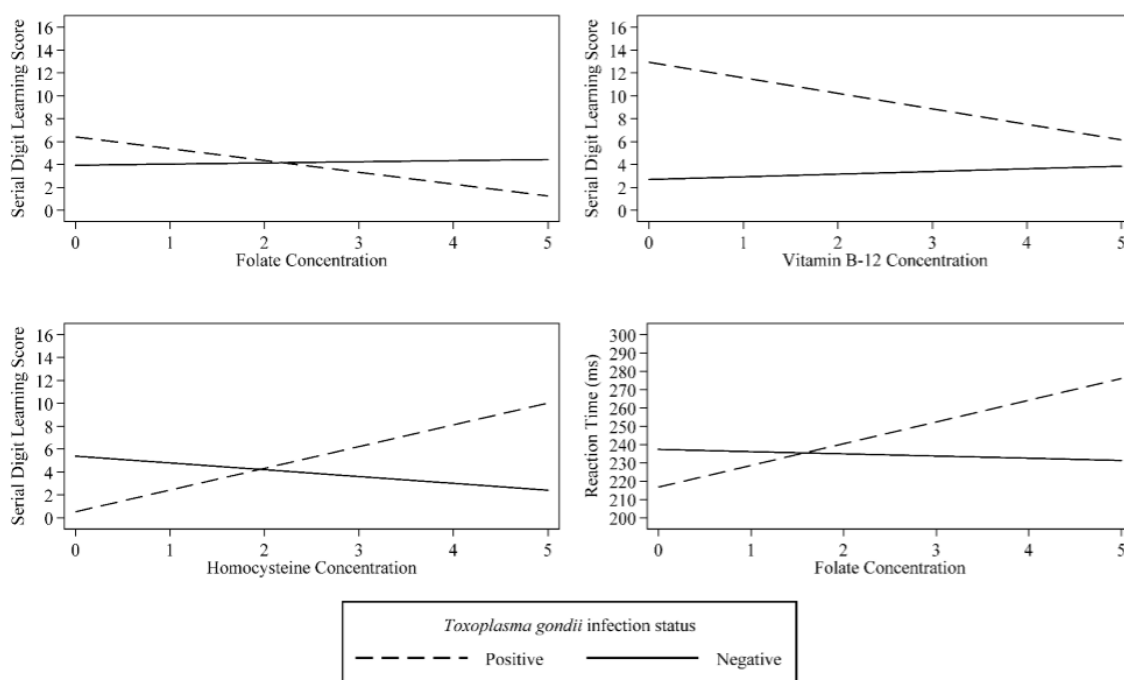 Serial Digit Learning Score
16
14
12
10
8
6
4
2
0
0 1 2 3 4 5
Folate Concentration
Serial Digit Learning Score
16
14
12
10
8
6
4
2
0
0 1 2 3 4 5
Vitamin B-12 Concentration
Serial Digit Learning Score
16
14
12
10
8
6
4
2
0
0 1 2 3 4 5
Homocysteine Concentration
Reaction Time (ms)
300
290
280
270
260
250
240
230
220
210
200
0 1 2 3 4 5
Folate Concentration
Toxoplasma gondii infection status
Positive Negative